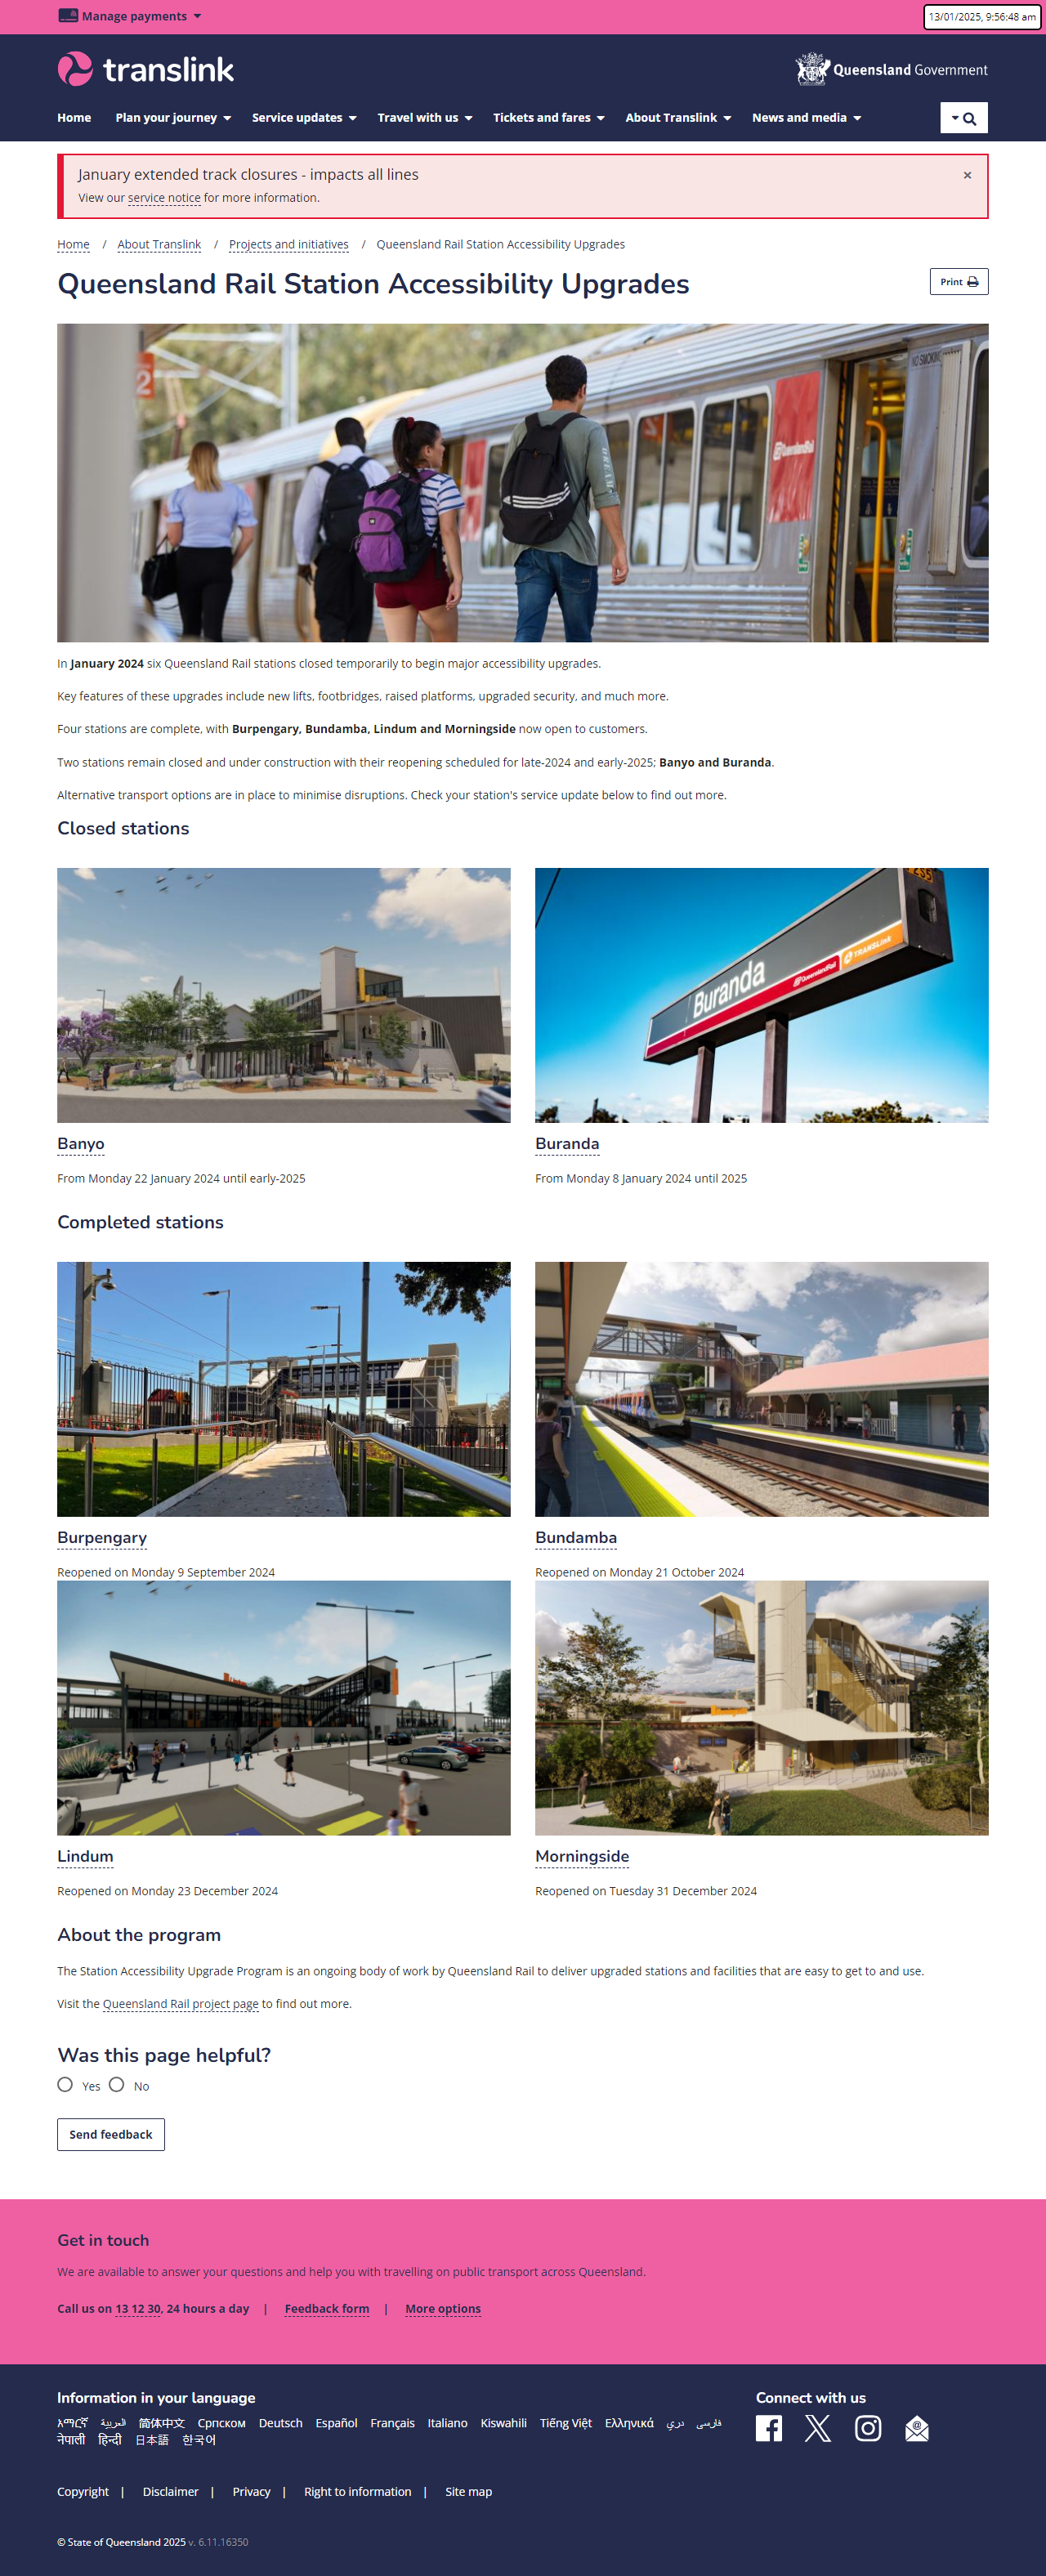 Manage payments
13/01/2025, 9:56:48 am
translink
Queensland Government
Home Plan your journey Service updates Travel with us Tickets and fares About Translink News and media
January extended track closures - impacts all lines
×
View our service notice for more information.
Home / About Translink / Projects and initiatives / Queensland Rail Station Accessibility Upgrades
Queensland Rail Station Accessibility Upgrades
Print
2
NO SMOKING
QueenslandRail
DREAM
In January 2024 six Queensland Rail stations closed temporarily to begin major accessibility upgrades.
Key features of these upgrades include new lifts, footbridges, raised platforms, upgraded security, and much more.
Four stations are complete, with Burpengary, Bundamba, Lindum and Morningside now open to customers.
Two stations remain closed and under construction with their reopening scheduled for late-2024 and early-2025; Banyo and Buranda.
Alternative transport options are in place to minimise disruptions. Check your station's service update below to find out more.
Closed stations
Buranda
QueenslandRail
TRANSLink
Banyo
Buranda
From Monday 22 January 2024 until early-2025
From Monday 8 January 2024 until 2025
Completed stations
Burpengary
Bundamba
Reopened on Monday 9 September 2024
Reopened on Monday 21 October 2024
Lindum
Morningside
Reopened on Monday 23 December 2024
Reopened on Tuesday 31 December 2024
About the program
The Station Accessibility Upgrade Program is an ongoing body of work by Queensland Rail to deliver upgraded stations and facilities that are easy to get to and use.
Visit the Queensland Rail project page to find out more.
Was this page helpful?
Yes No
Send feedback
Get in touch
We are available to answer your questions and help you with travelling on public transport across Queensland.
Call us on 13 12 30, 24 hours a day | Feedback form | More options
Information in your language
Connect with us
አማርኛ العربية 简体中文 Српском Deutsch Español Français Italiano Kiswahili Tiếng Việt Ελληνικά دری فارسی
नेपाली हिन्दी 日本語 한국어
Copyright | Disclaimer | Privacy | Right to information | Site map
© State of Queensland 2025 v. 6.11.16350